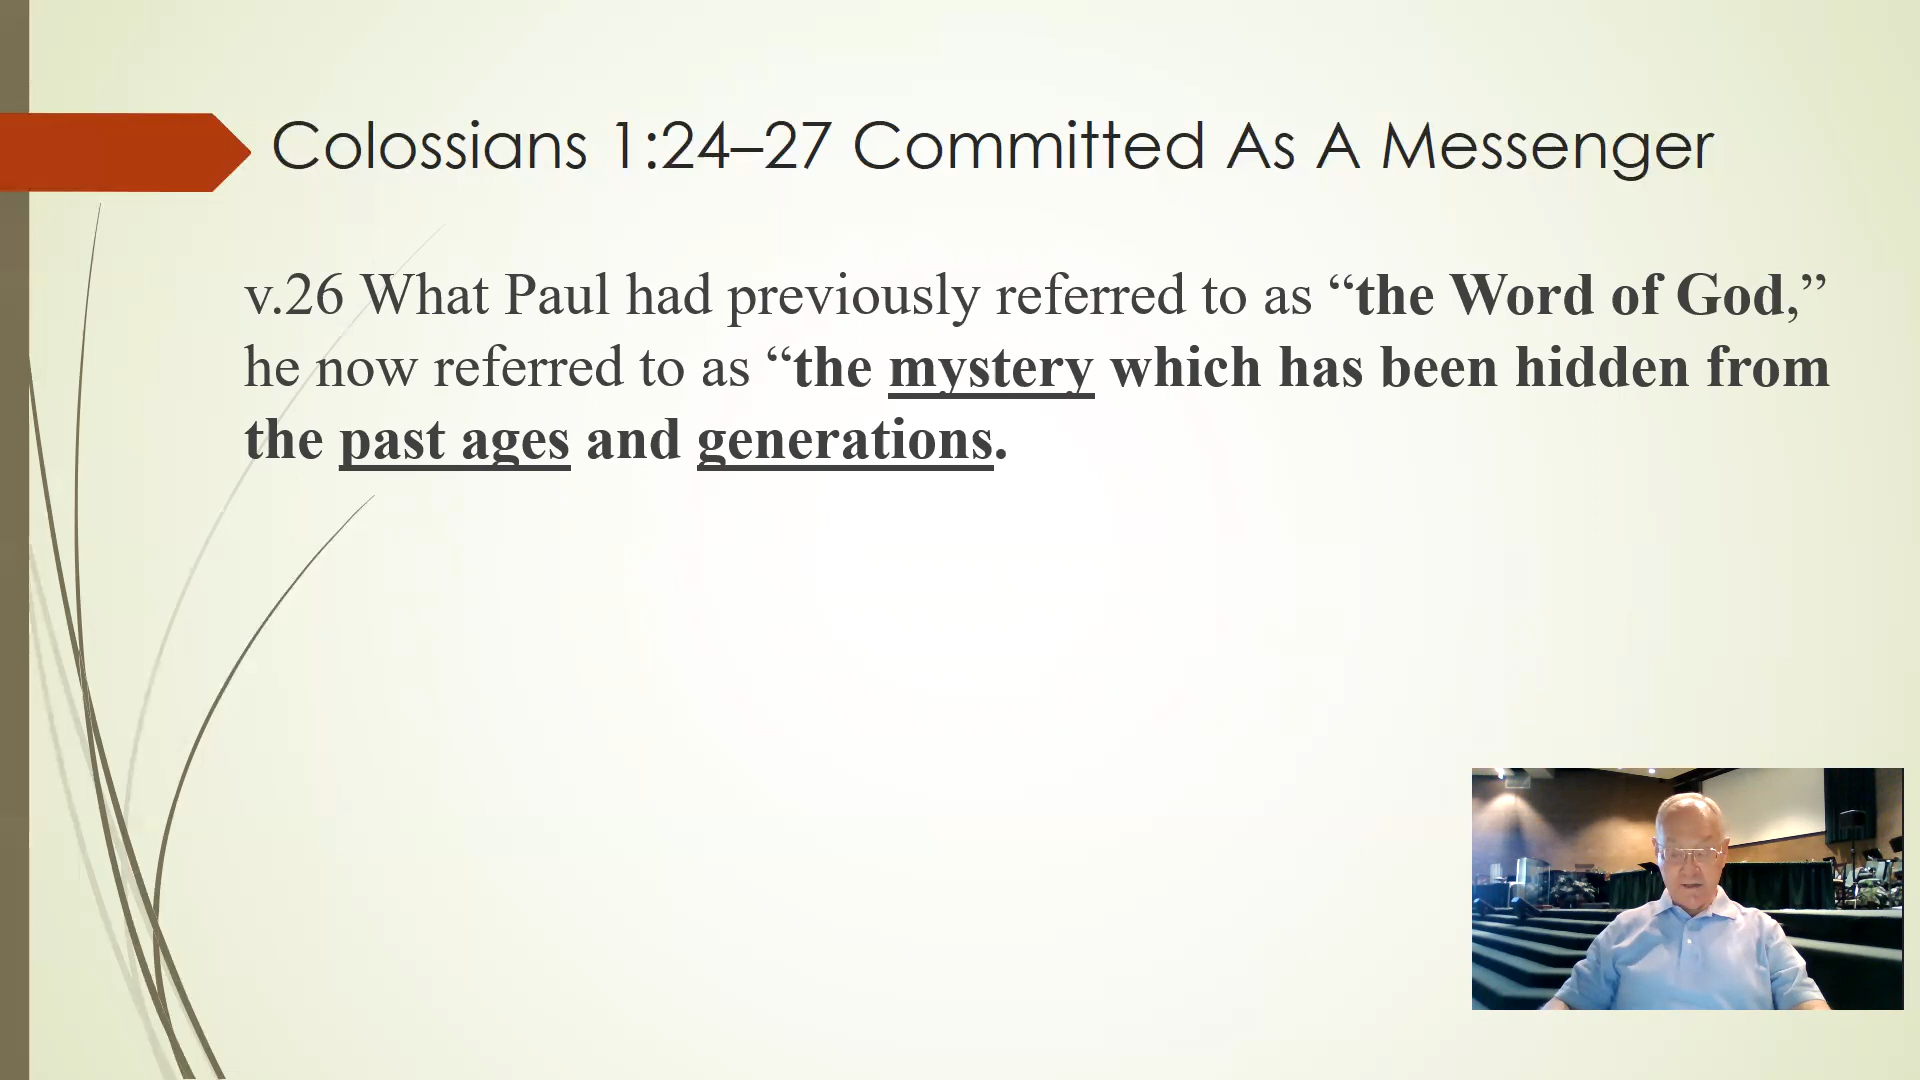 Colossians 1:24–27 Committed As A Messenger
v.26 What Paul had previously referred to as “the Word of God,”
he now referred to as “the mystery which has been hidden from
the past ages and generations.